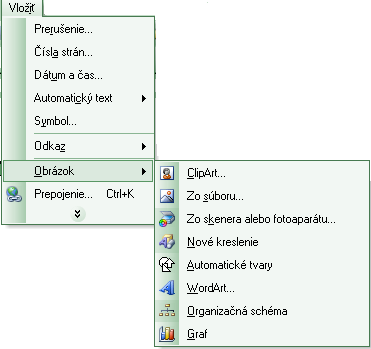 Vložiť
Prerušenie...
Čísla strán...
Dátum a čas...
Automatický text
Symbol...
Odkaz
Obrázok
Prepojenie... Ctrl+K
ClipArt...
Zo súboru...
Zo skenera alebo fotoaparátu...
Nové kreslenie
Automatické tvary
WordArt...
Organizačná schéma
Graf